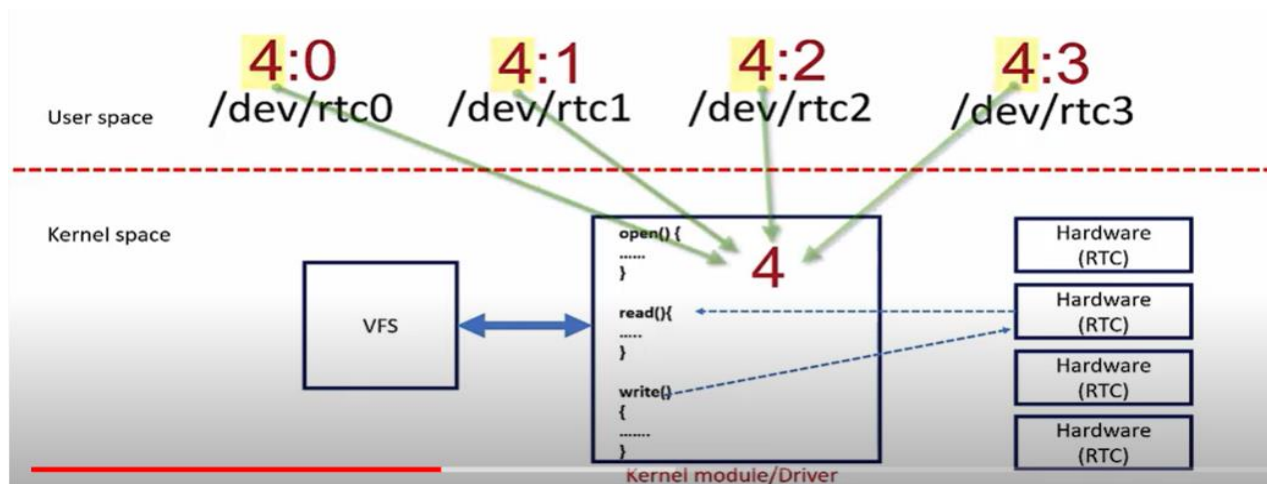 4:0 4:1 4:2 4:3
/dev/rtc0 /dev/rtc1 /dev/rtc2 /dev/rtc3
User space
Kernel space
VFS
open() {
......
}
4
read(){
.....
}
write()
{
.......
}
Kernel module/Driver
Hardware
(RTC)
Hardware
(RTC)
Hardware
(RTC)
Hardware
(RTC)